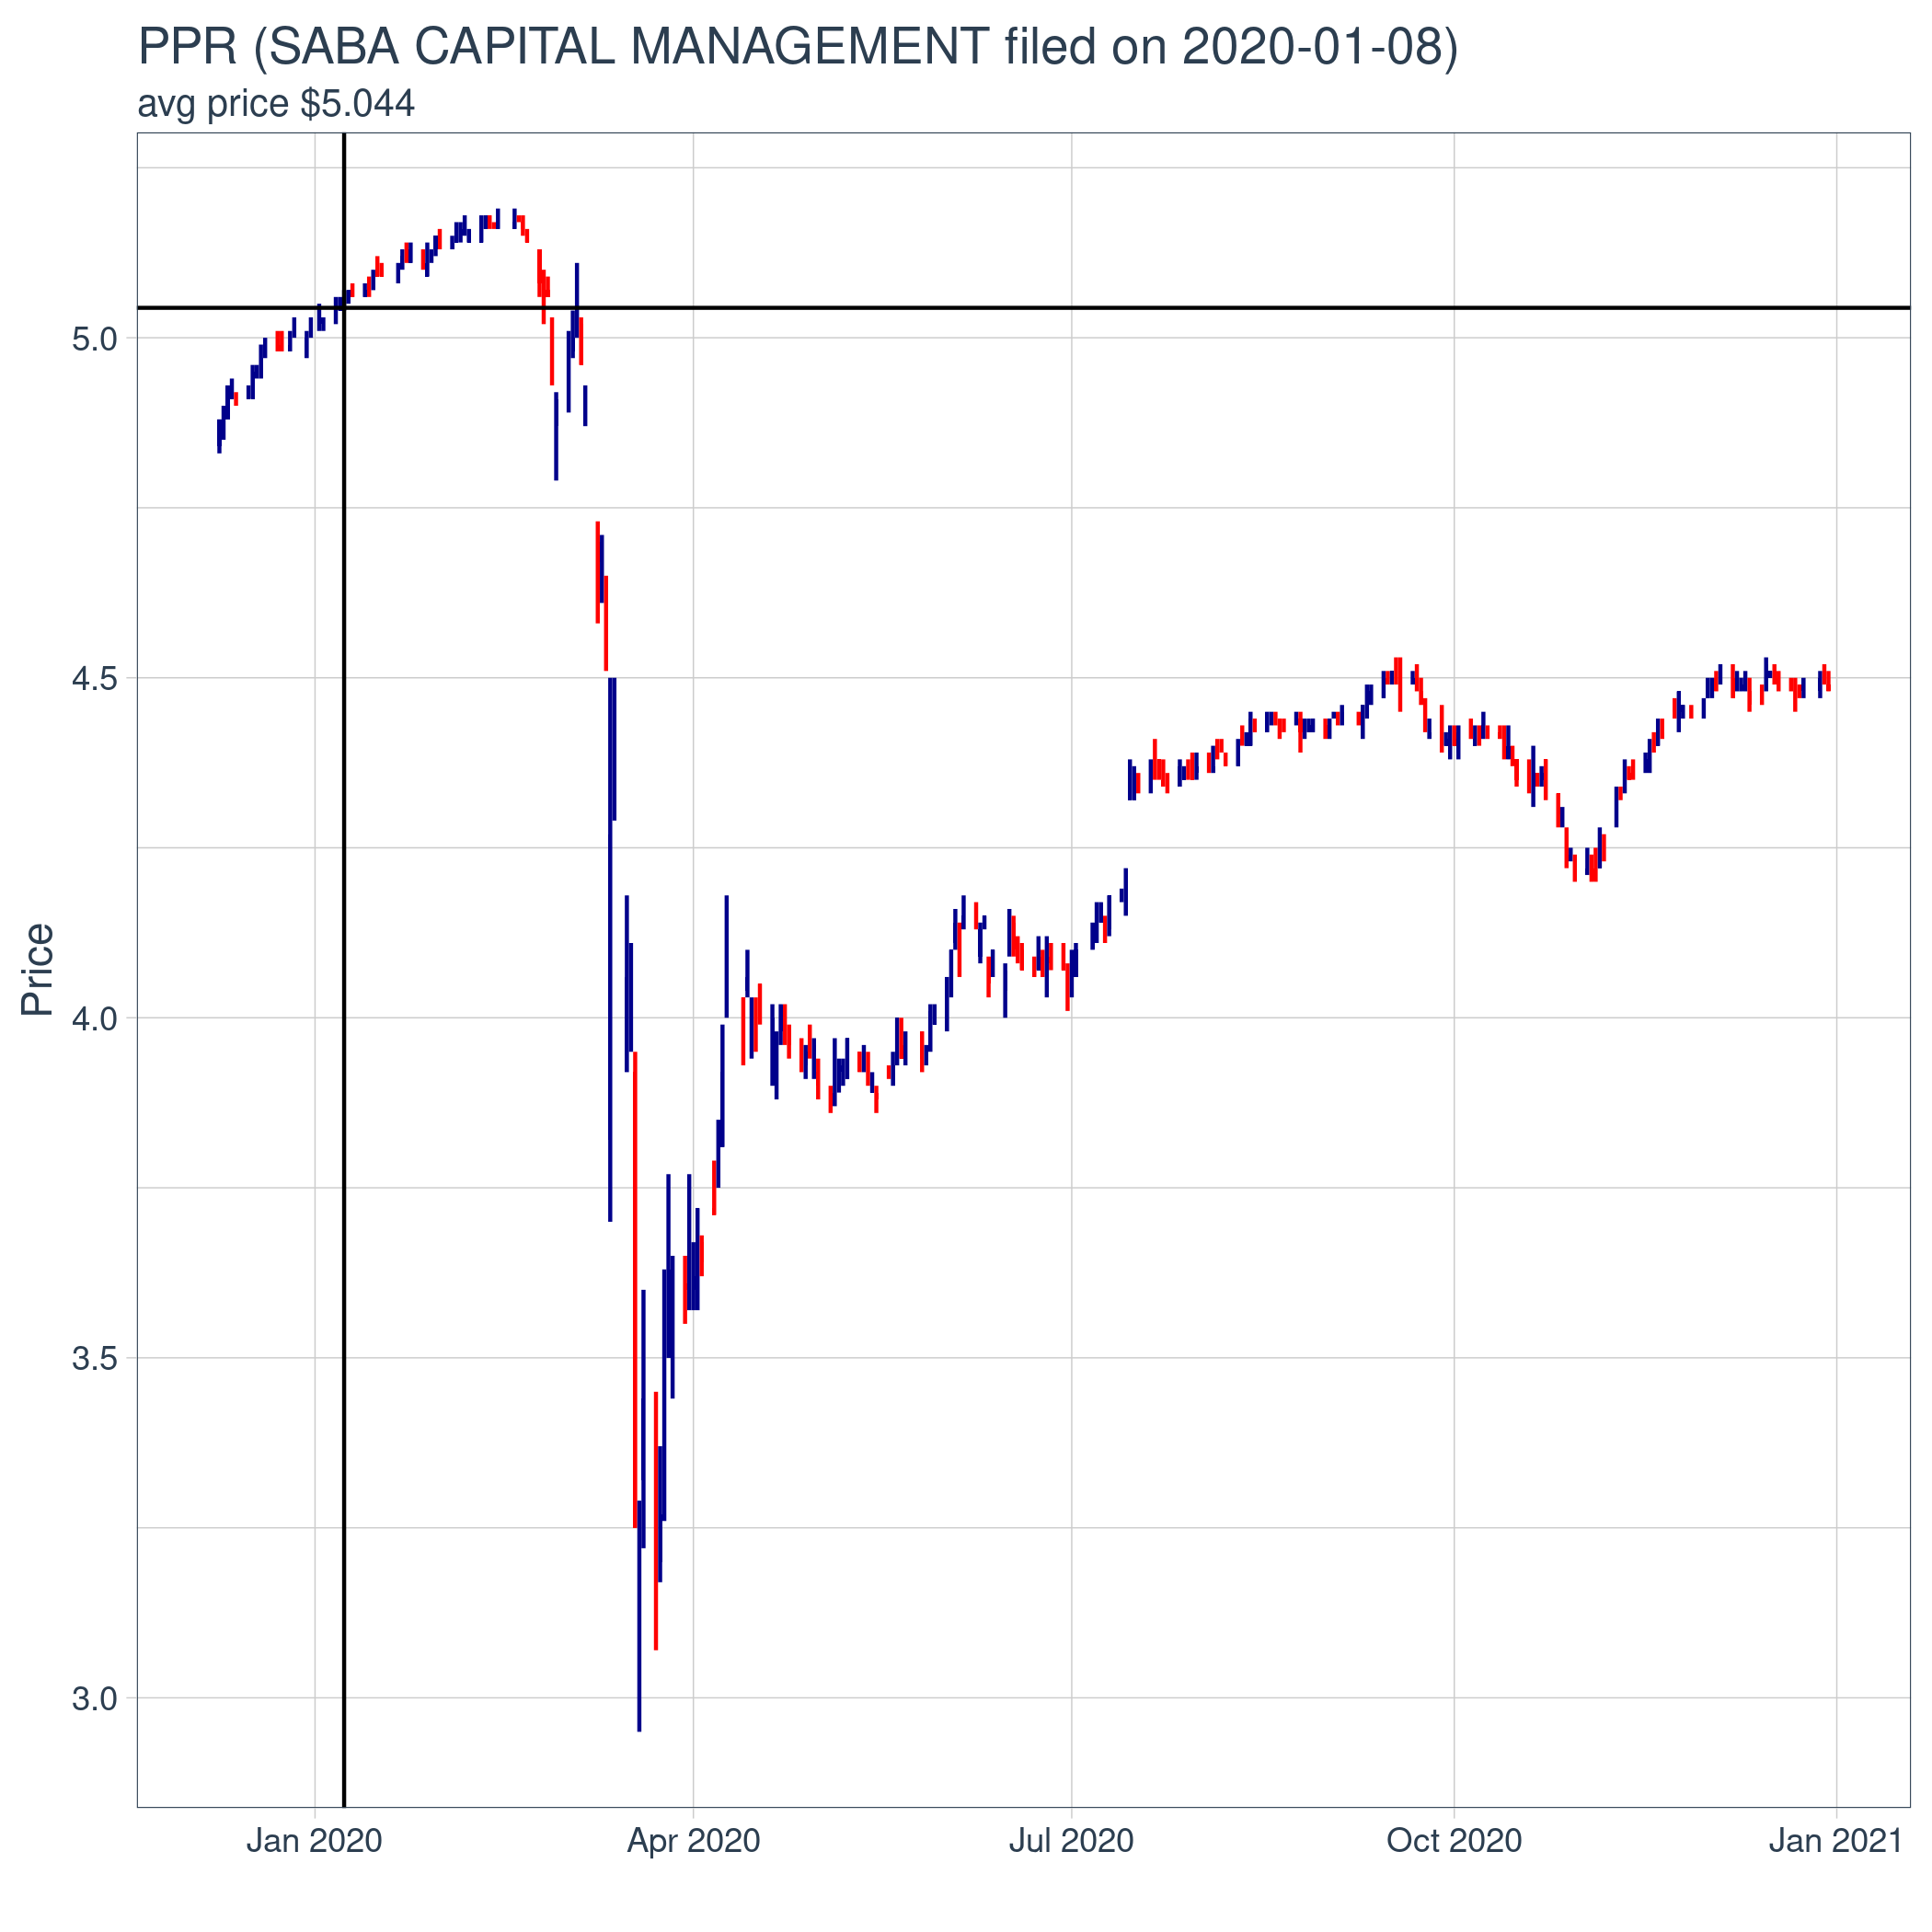 PPR (SABA CAPITAL MANAGEMENT filed on 2020-01-08)
avg price $5.044
5.0
4.5
4.0
3.5
3.0
Price
Jan 2020
Apr 2020
Jul 2020
Oct 2020
Jan 2021